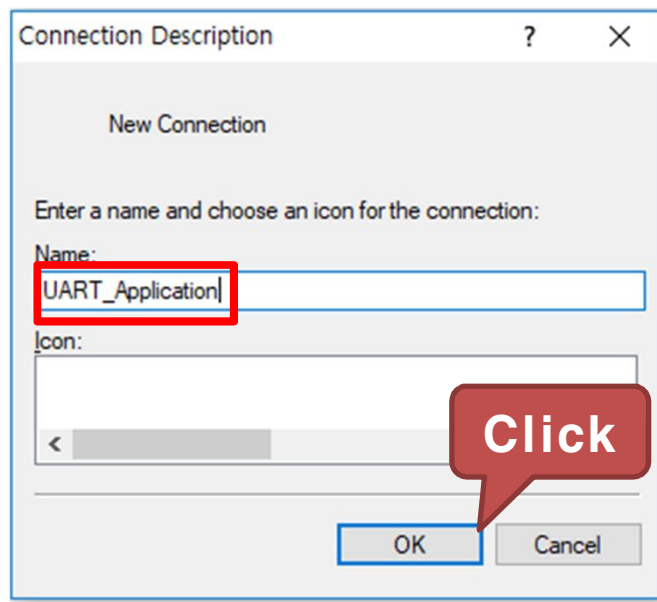 Connection Description ? ×
New Connection
Enter a name and choose an icon for the connection:
Name:
UART_Application
Icon:
Click
OK Cancel